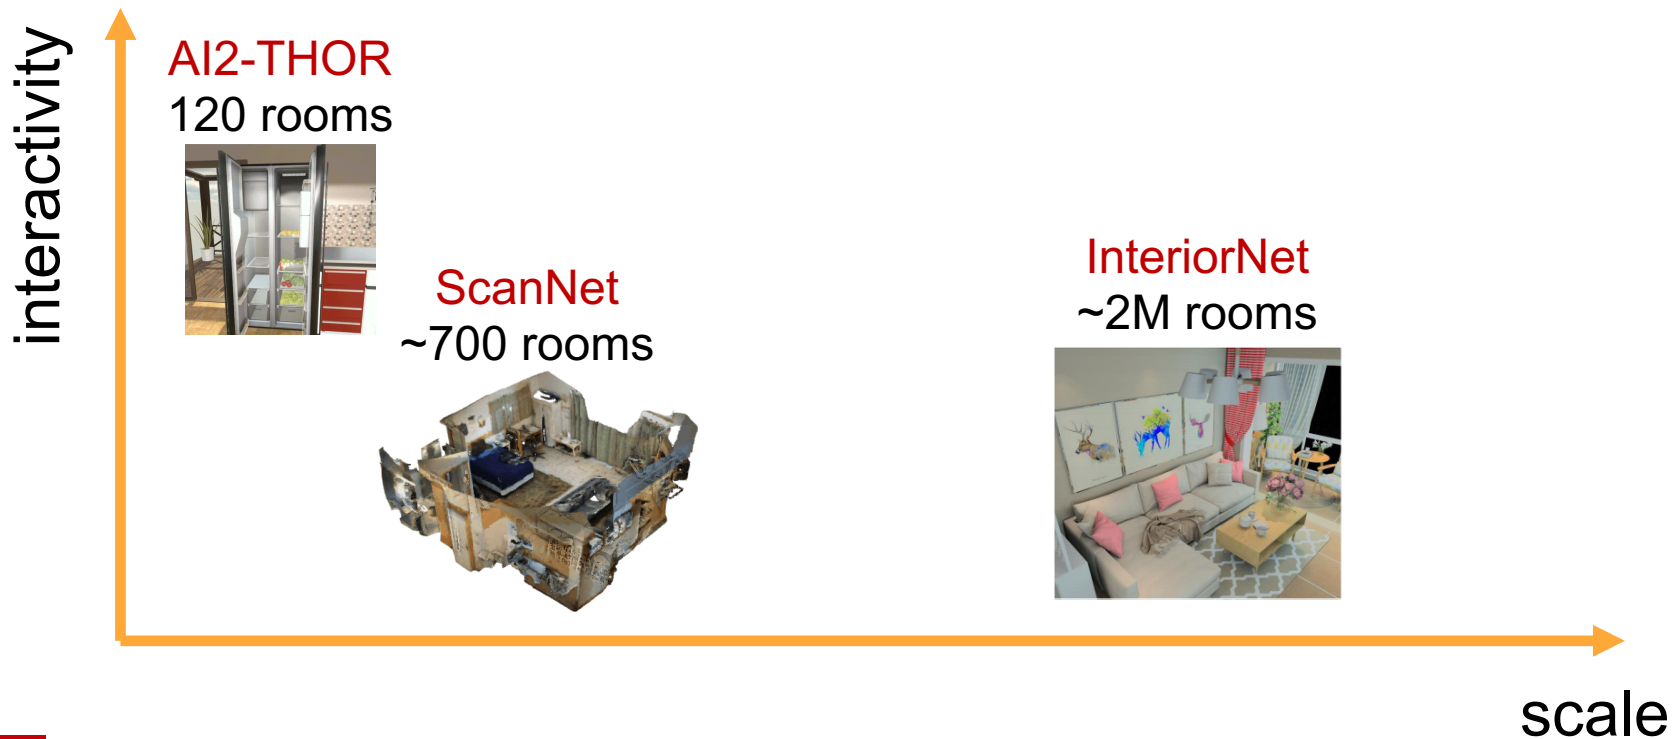 interactivity
AI2-THOR
120 rooms
ScanNet
~700 rooms
InteriorNet
~2M rooms
scale